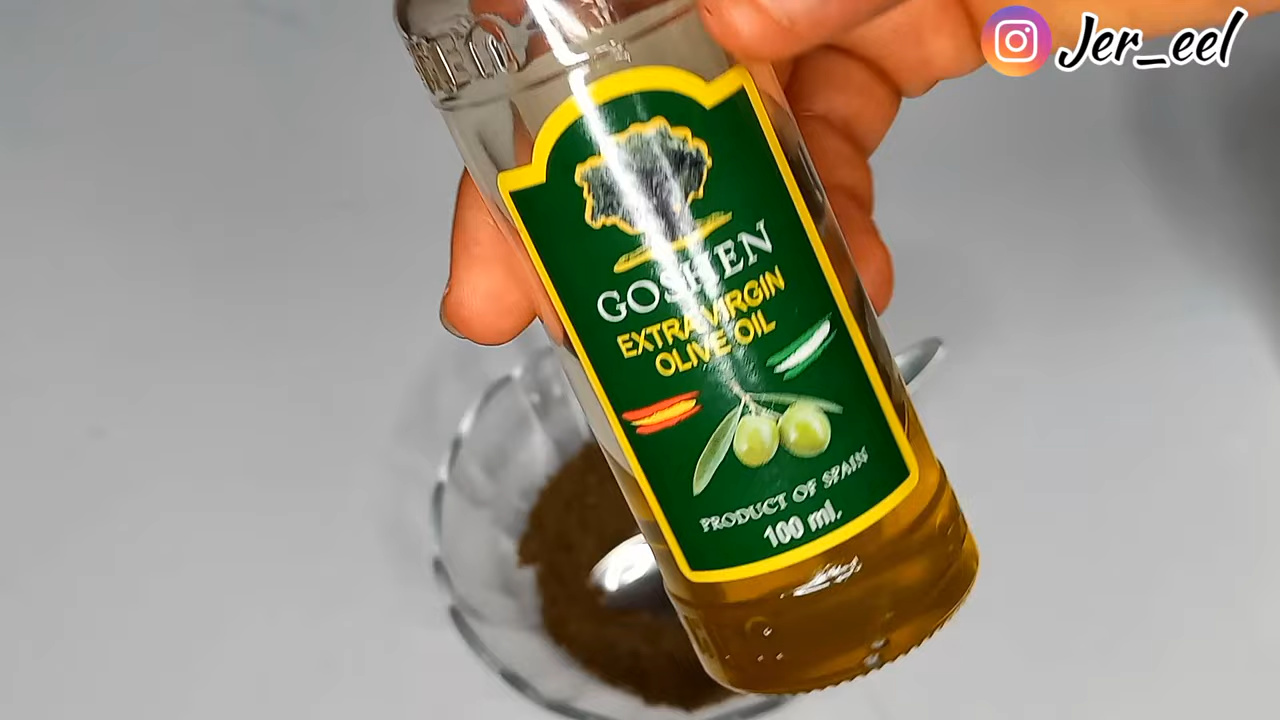 Jer_eel
GOSHEN
EXTRA VIRGIN
OLIVE OIL
PRODUCT OF SPAIN
100 ml.